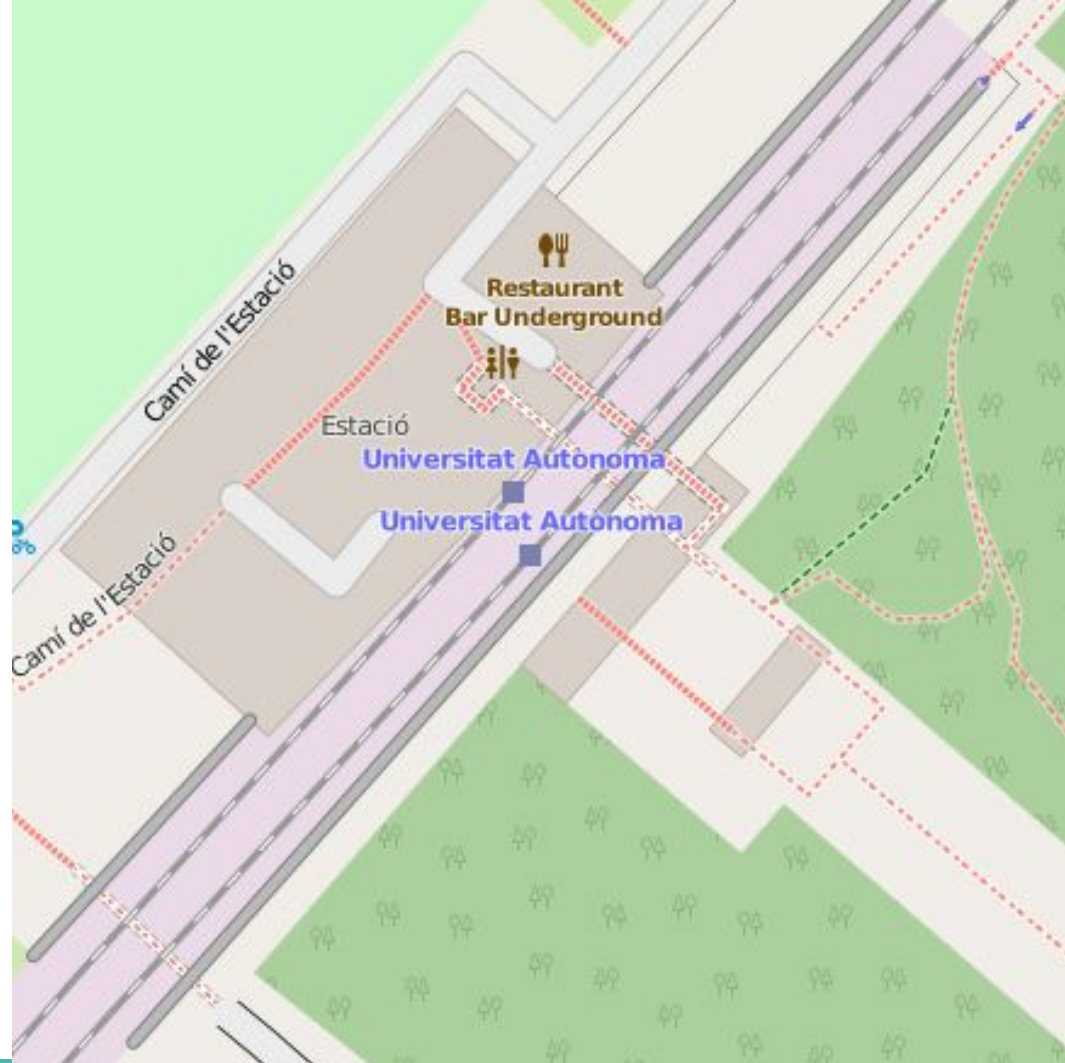 Restaurant
Bar Underground
Camí de l'Estació
Estació
Universitat Autònoma
Universitat Autònoma
Camí de l'Estació